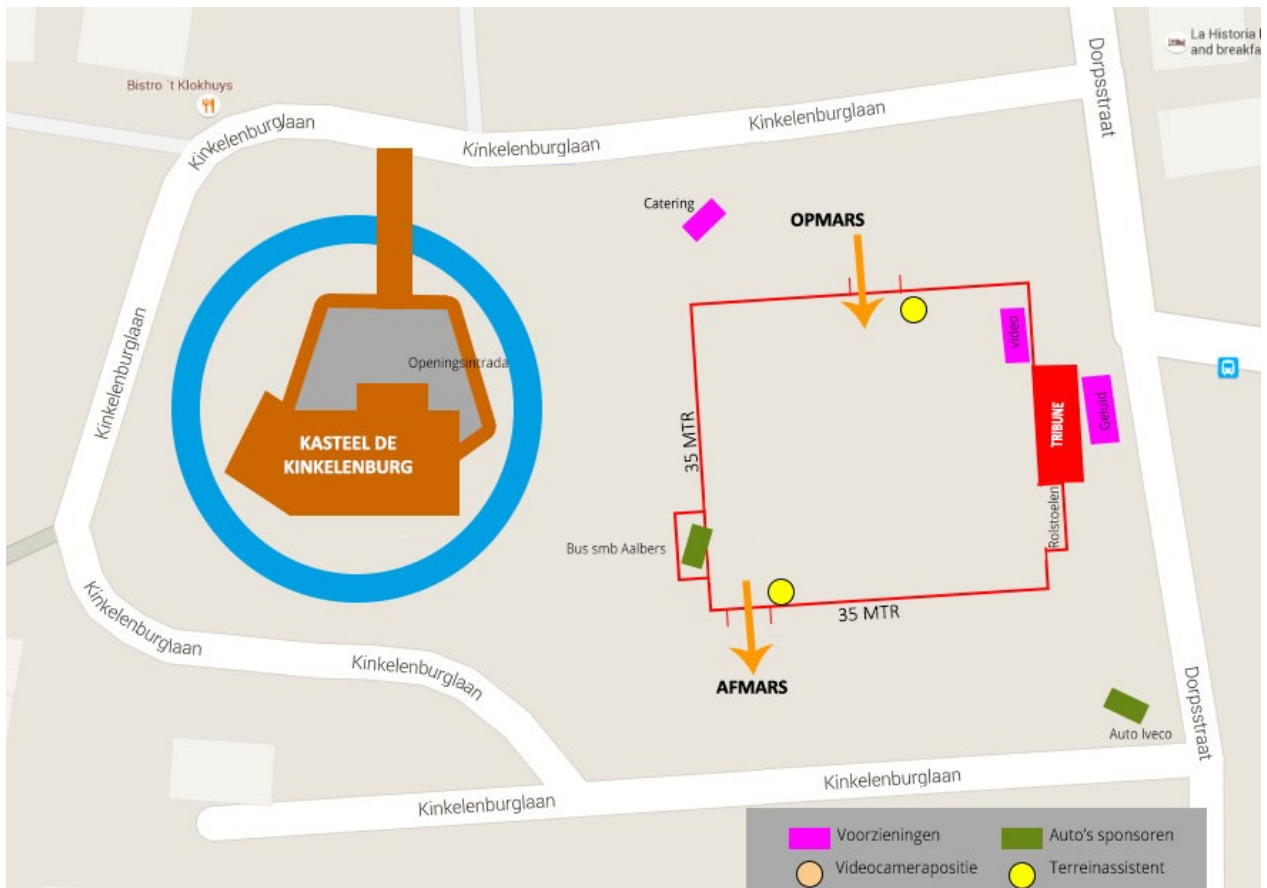 La Historia
and breakfa
Dorpsstraat
Bistro 't Klokhuys
Kinkelenburglaan
Kinkelenburglaan
Kinkelenburglaan
Catering
OPMARS
video
Openingsintrada
Kinkelenburglaan
TRIBUNE
Geluid
35 MTR
KASTEEL DE
KINKELENBURG
Rolstoelen
Bus smb Aalbers
35 MTR
Kinkelenburglaan
Kinkelenburglaan
AFMARS
Dorpsstraat
Auto Iveco
Kinkelenburglaan
Kinkelenburglaan
Voorzieningen
Auto's sponsoren
Videocamerapositie
Terreinassistent